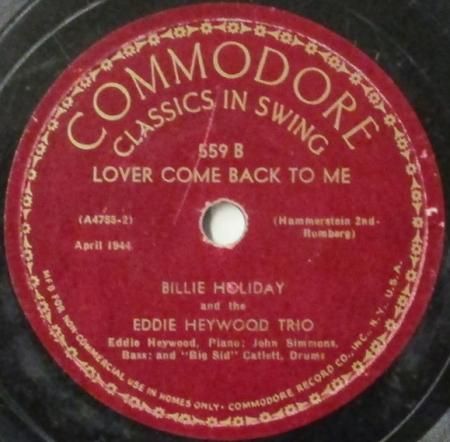 COMMODORE
CLASSICS IN SWING
559 B
LOVER COME BACK TO ME
(A4755-2)
(Hammerstein 2nd-
Romberg)
April 1944
BILLIE HOLIDAY
and the
EDDIE HEYWOOD TRIO
Eddie Heywood, Piano: John Simmons,
Bass: and "Big Sid" Catlett, Drums
MFG FOR NON COMMERCIAL USE IN HOMES ONLY · COMMODORE RECORD CO., INC., N. Y. U.S.A.